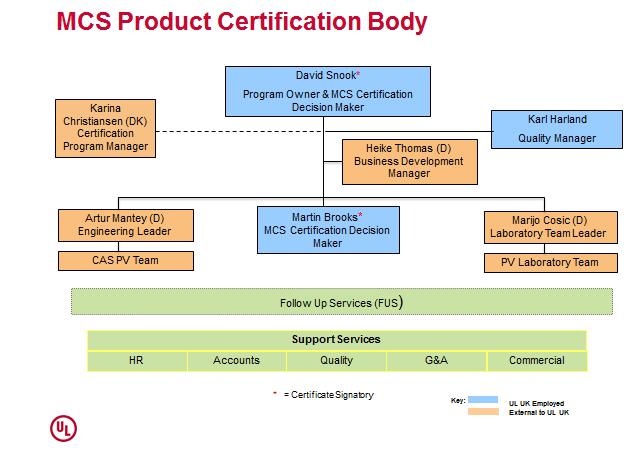 MCS Product Certification Body
David Snook*
Program Owner & MCS Certification
Decision Maker
Karina
Christiansen (DK)
Certification
Program Manager
Karl Harland
Quality Manager
Heike Thomas (D)
Business Development
Manager
Artur Mantey (D)
Engineering Leader
Martin Brooks*
MCS Certification Decision
Maker
Marijo Cosic (D)
Laboratory Team Leader
CAS PV Team
PV Laboratory Team
Follow Up Services (FUS)
Support Services
HR
Accounts
Quality
G&A
Commercial
* = Certificate Signatory
Key:
UL UK Employed
External to UL UK
UL